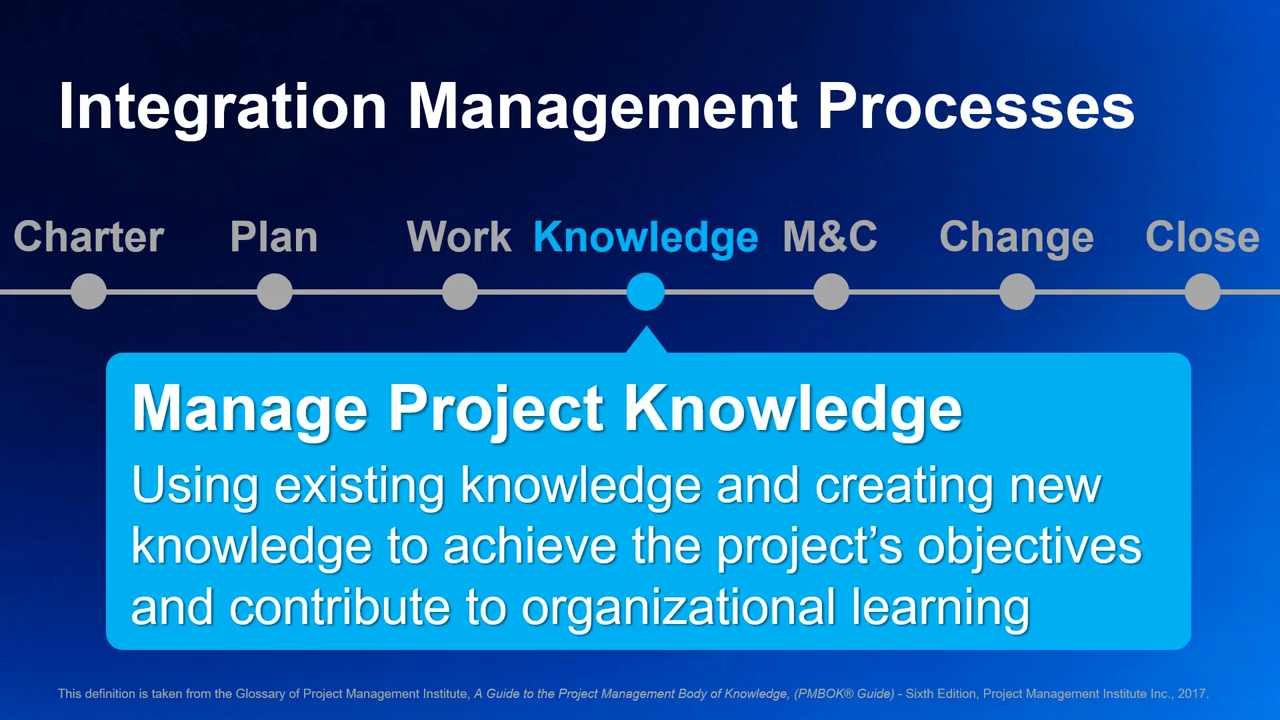 Integration Management Processes
Charter Plan Work Knowledge M&C Change Close
Manage Project Knowledge
Using existing knowledge and creating new
knowledge to achieve the project’s objectives
and contribute to organizational learning
This definition is taken from the Glossary of Project Management Institute, A Guide to the Project Management Body of Knowledge, (PMBOK® Guide) - Sixth Edition, Project Management Institute Inc., 2017.